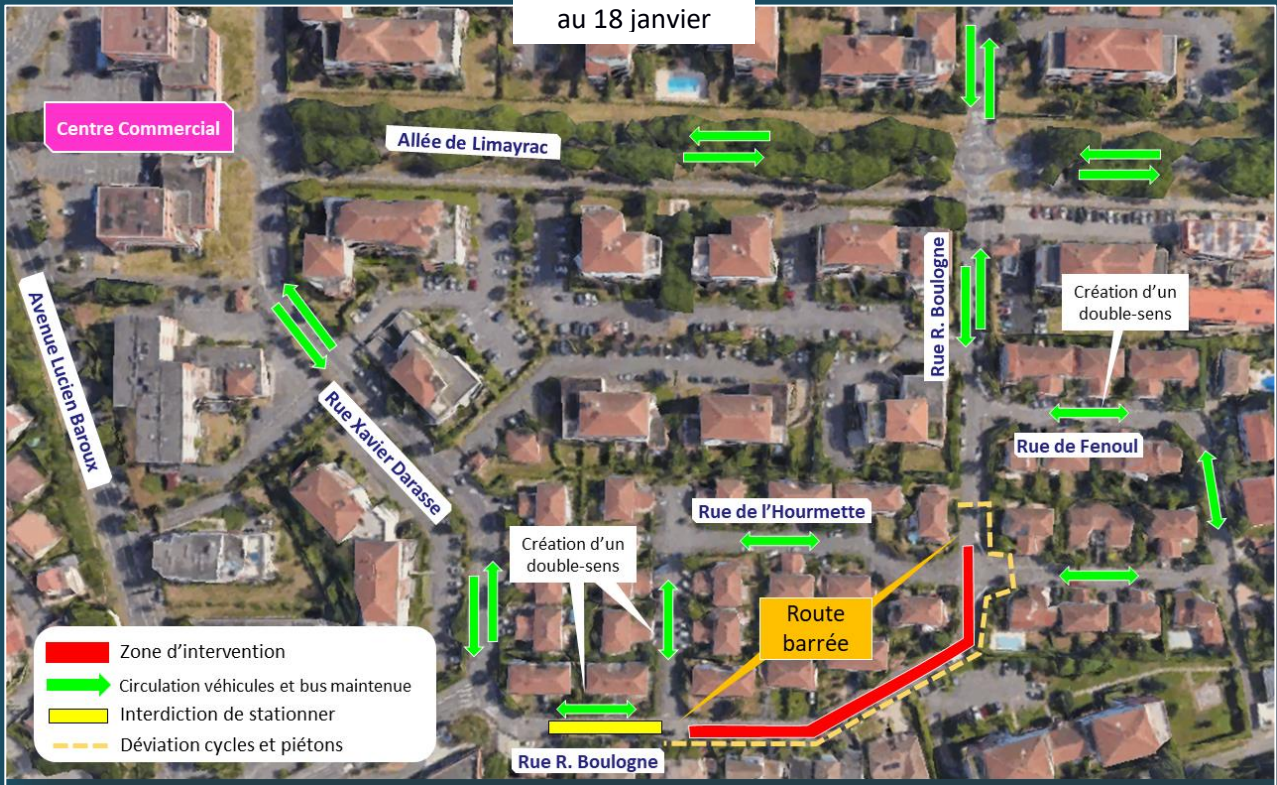 au 18 janvier
Centre Commercial
Allée de Limayrac
Avenue Lucien Baroux
Rue Xavier Darasse
Rue R. Boulogne
Création d’un
double-sens
Rue de Fenoul
Rue de l’Hourmette
Création d’un
double-sens
Route
barrée
Rue R. Boulogne
Zone d’intervention
Circulation véhicules et bus maintenue
Interdiction de stationner
Déviation cycles et piétons